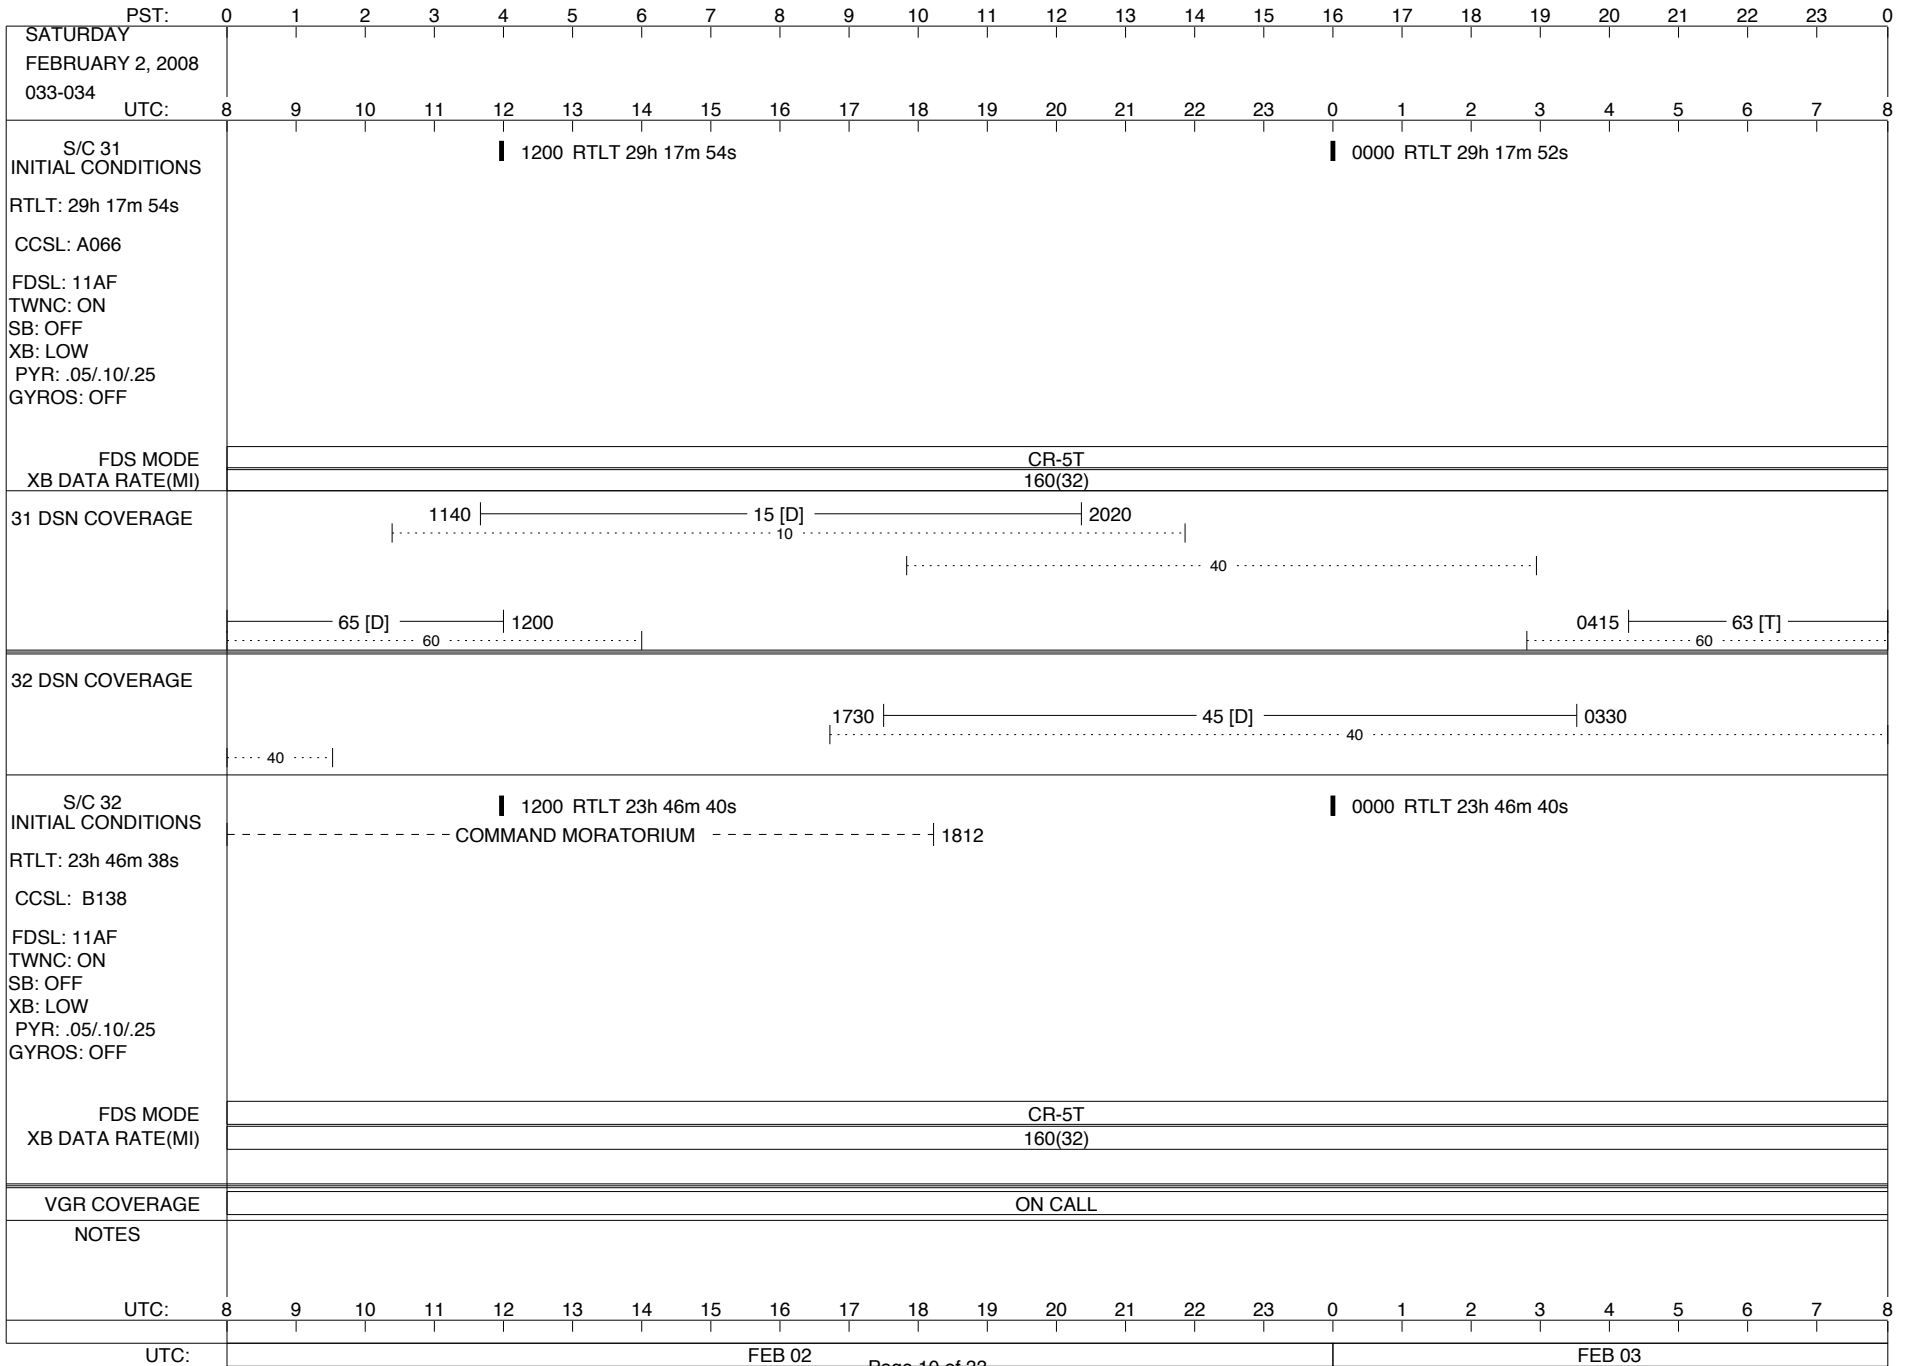 PST: 0 1 2 3 4 5 6 7 8 9 10 11 12 13 14 15 16 17 18 19 20 21 22 23 0
SATURDAY
FEBRUARY 2, 2008
033-034
UTC: 8 9 10 11 12 13 14 15 16 17 18 19 20 21 22 23 0 1 2 3 4 5 6 7 8
S/C 31
INITIAL CONDITIONS
1200 RTLT 29h 17m 54s
0000 RTLT 29h 17m 52s
RTLT: 29h 17m 54s
CCSL: A066
FDSL: 11AF
TWNC: ON
SB: OFF
XB: LOW
PYR: .05/.10/.25
GYROS: OFF
FDS MODE CR-5T
XB DATA RATE(MI) 160(32)
31 DSN COVERAGE
1140 15 [D] 2020
10
40
65 [D] 1200 0415 63 [T]
60 60
32 DSN COVERAGE
1730 45 [D] 0330
40
40
S/C 32
INITIAL CONDITIONS
1200 RTLT 23h 46m 40s
0000 RTLT 23h 46m 40s
COMMAND MORATORIUM 1812
RTLT: 23h 46m 38s
CCSL: B138
FDSL: 11AF
TWNC: ON
SB: OFF
XB: LOW
PYR: .05/.10/.25
GYROS: OFF
FDS MODE CR-5T
XB DATA RATE(MI) 160(32)
VGR COVERAGE ON CALL
NOTES
UTC: 8 9 10 11 12 13 14 15 16 17 18 19 20 21 22 23 0 1 2 3 4 5 6 7 8
UTC: FEB 02 FEB 03